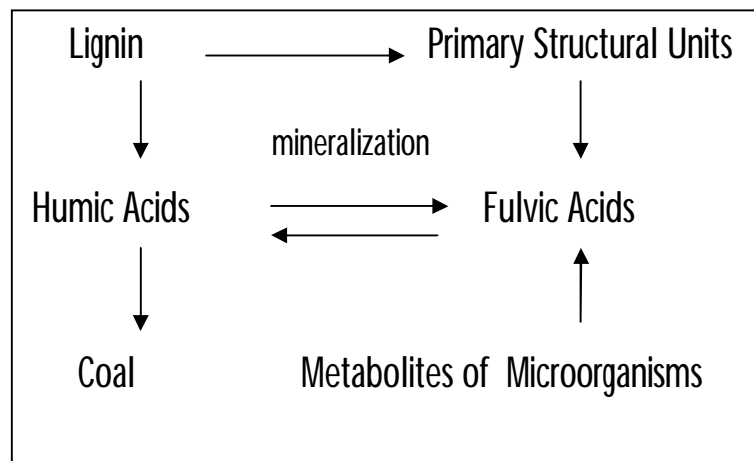 Lignin Primary Structural Units
mineralization
Humic Acids Fulvic Acids
Coal Metabolites of Microorganisms